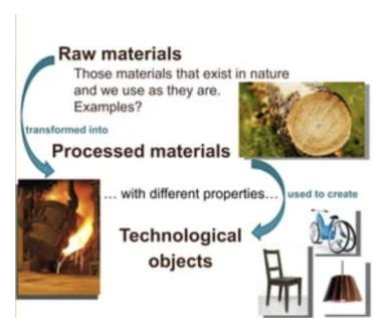 Raw materials
Those materials that exist in nature
and we use as they are.
Examples?
transformed into
Processed materials
... with different properties...
used to create
Technological
objects